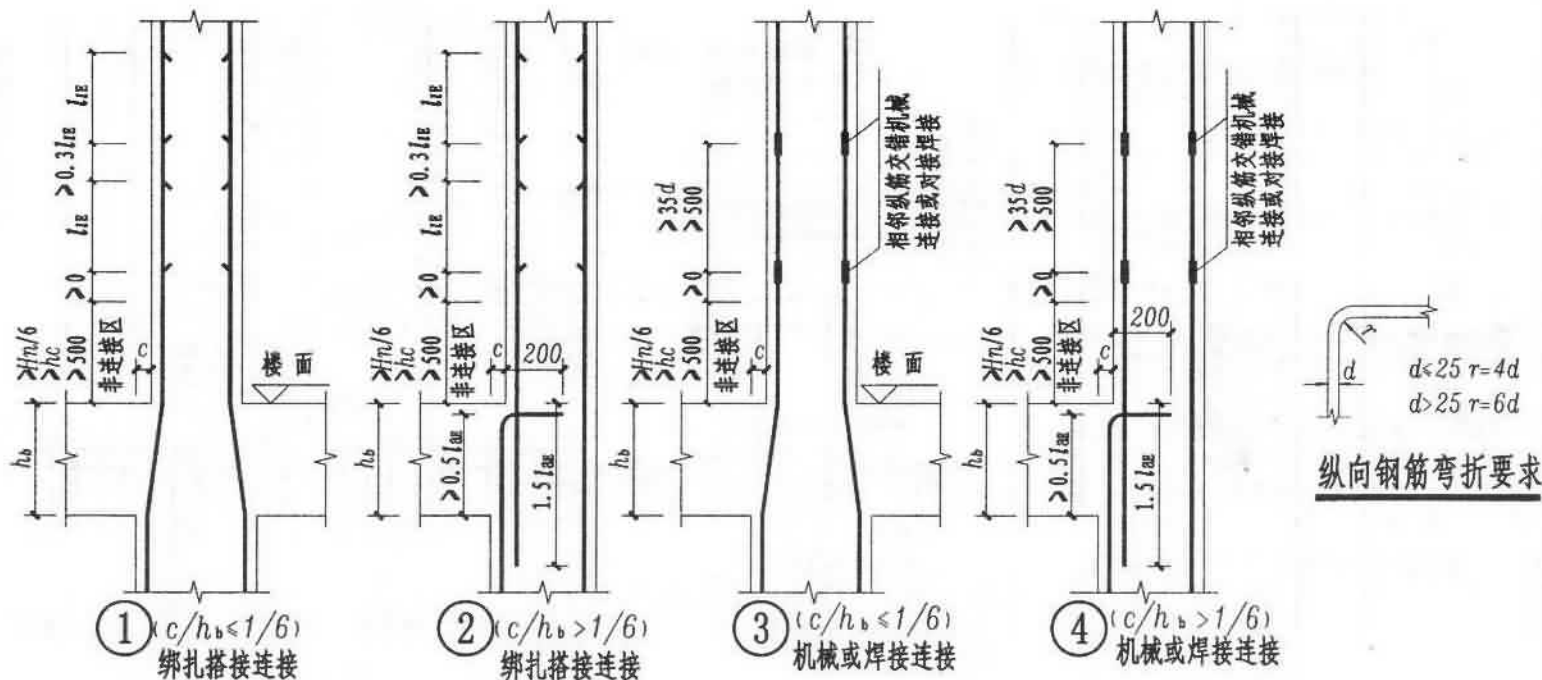 llE
≥0.3llE
llE
≥0
≥Hn/6
≥hc
≥500
非连接区
c
楼 面
hb
① (c/hb≤1/6)
绑扎搭接连接
llE
≥0.3llE
llE
≥0
≥Hn/6
≥hc
≥500
非连接区
c
200
hb
≥0.5laE
1.5laE
② (c/hb>1/6)
绑扎搭接连接
相邻纵筋交错机械
连接或对接焊接
≥35d
≥500
≥0
≥Hn/6
≥hc
≥500
非连接区
c
楼 面
hb
③ (c/hb≤1/6)
机械或焊接连接
相邻纵筋交错机械
连接或对接焊接
≥35d
≥500
≥0
≥Hn/6
≥hc
≥500
非连接区
c
200
hb
≥0.5laE
1.5laE
④ (c/hb>1/6)
机械或焊接连接
r
d
d≤25 r=4d
d>25 r=6d
纵向钢筋弯折要求